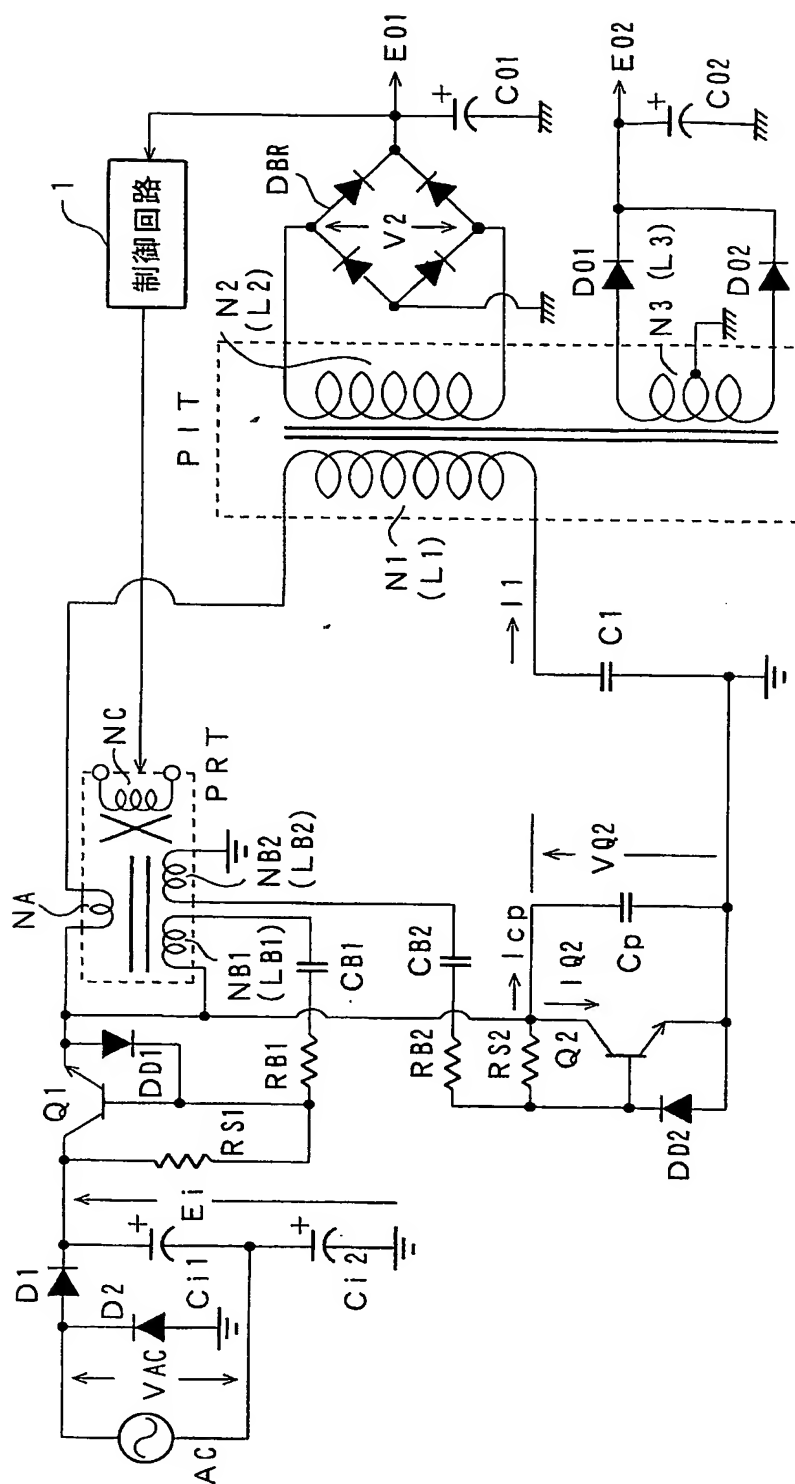 1
制御回路
NA
NC
PRT
NB1
(LB1)
NB2
(LB2)
PIT
N1
(L1)
N2
(L2)
DBR
V2
E01
C01
+
N3 (L3)
D01
D02
E02
C02
+
Q1
DD1
RS1
RB1
CB1
RB2
CB2
RS2
Q2
DD2
Icp
IQ2
Cp
VQ2
I1
C1
D1
D2
Ci1
+
Ci2
+
Ei
VAC
AC